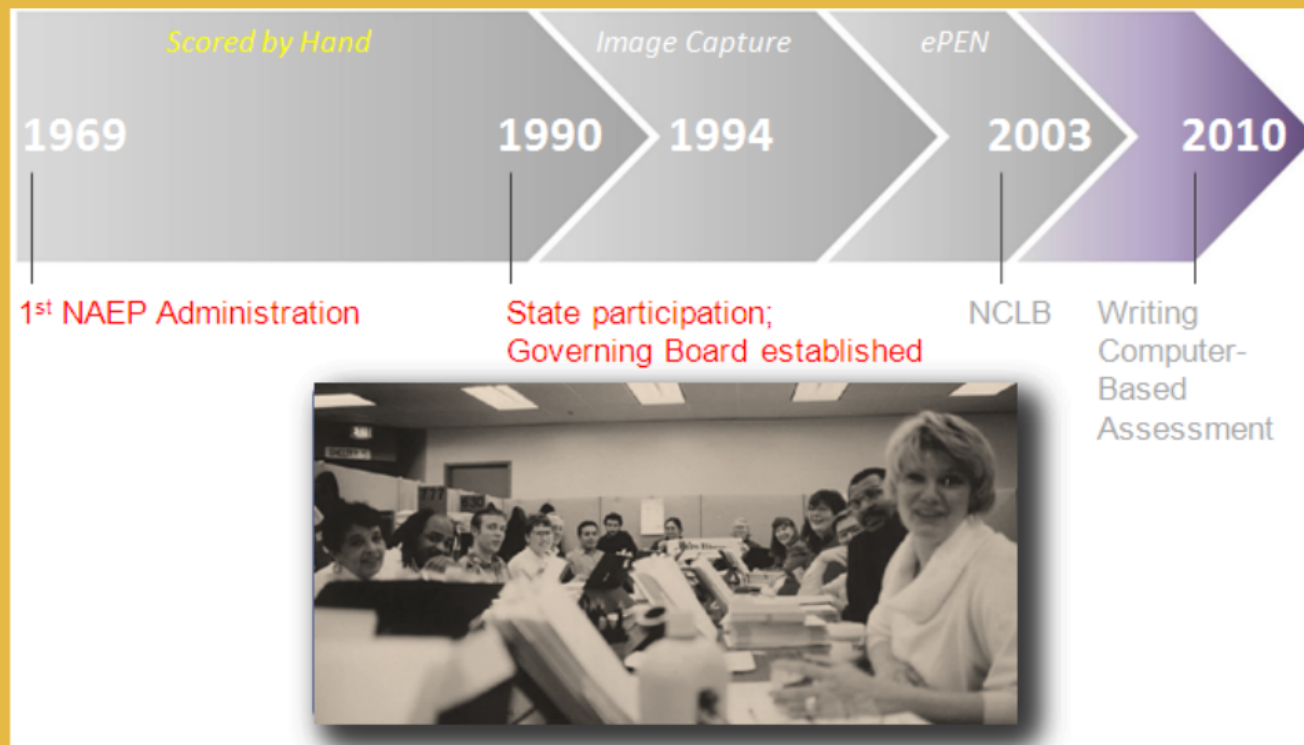 Scored by Hand
Image Capture
ePEN
1969
1990
1994
2003
2010
1st NAEP Administration
State participation;
Governing Board established
NCLB
Writing
Computer-
Based
Assessment
777